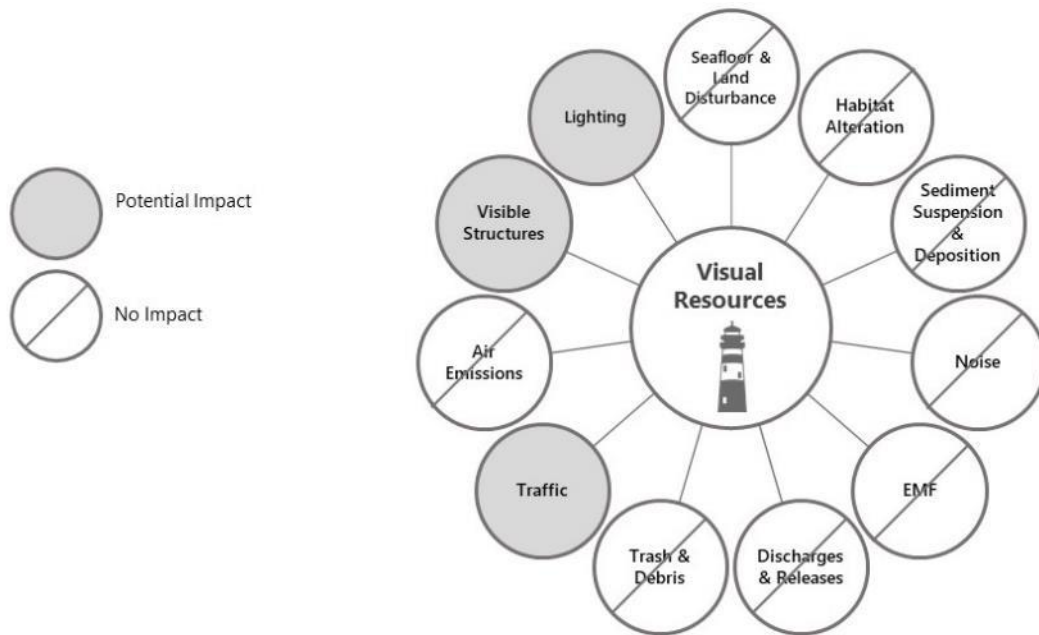 Potential Impact
No Impact
Visual
Resources
Seafloor &
Land
Disturbance
Habitat
Alteration
Sediment
Suspension
&
Deposition
Noise
EMF
Discharges
& Releases
Trash &
Debris
Traffic
Air
Emissions
Visible
Structures
Lighting